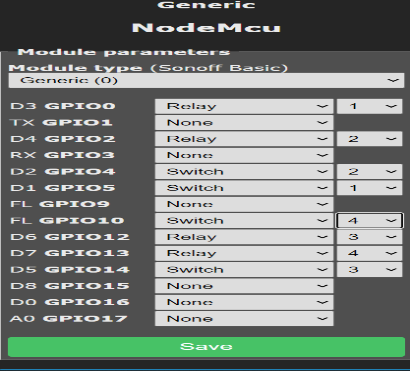 Generic
NodeMcu
Module parameters
Module type (Sonoff Basic)
Generic (0)
D3 GPIO0 Relay 1
TX GPIO1 None
D4 GPIO2 Relay 2
RX GPIO3 None
D2 GPIO4 Switch 2
D1 GPIO5 Switch 1
FL GPIO9 None
FL GPIO10 Switch 4
D6 GPIO12 Relay 3
D7 GPIO13 Relay 4
D5 GPIO14 Switch 3
D8 GPIO15 None
D0 GPIO16 None
A0 GPIO17 None
Save